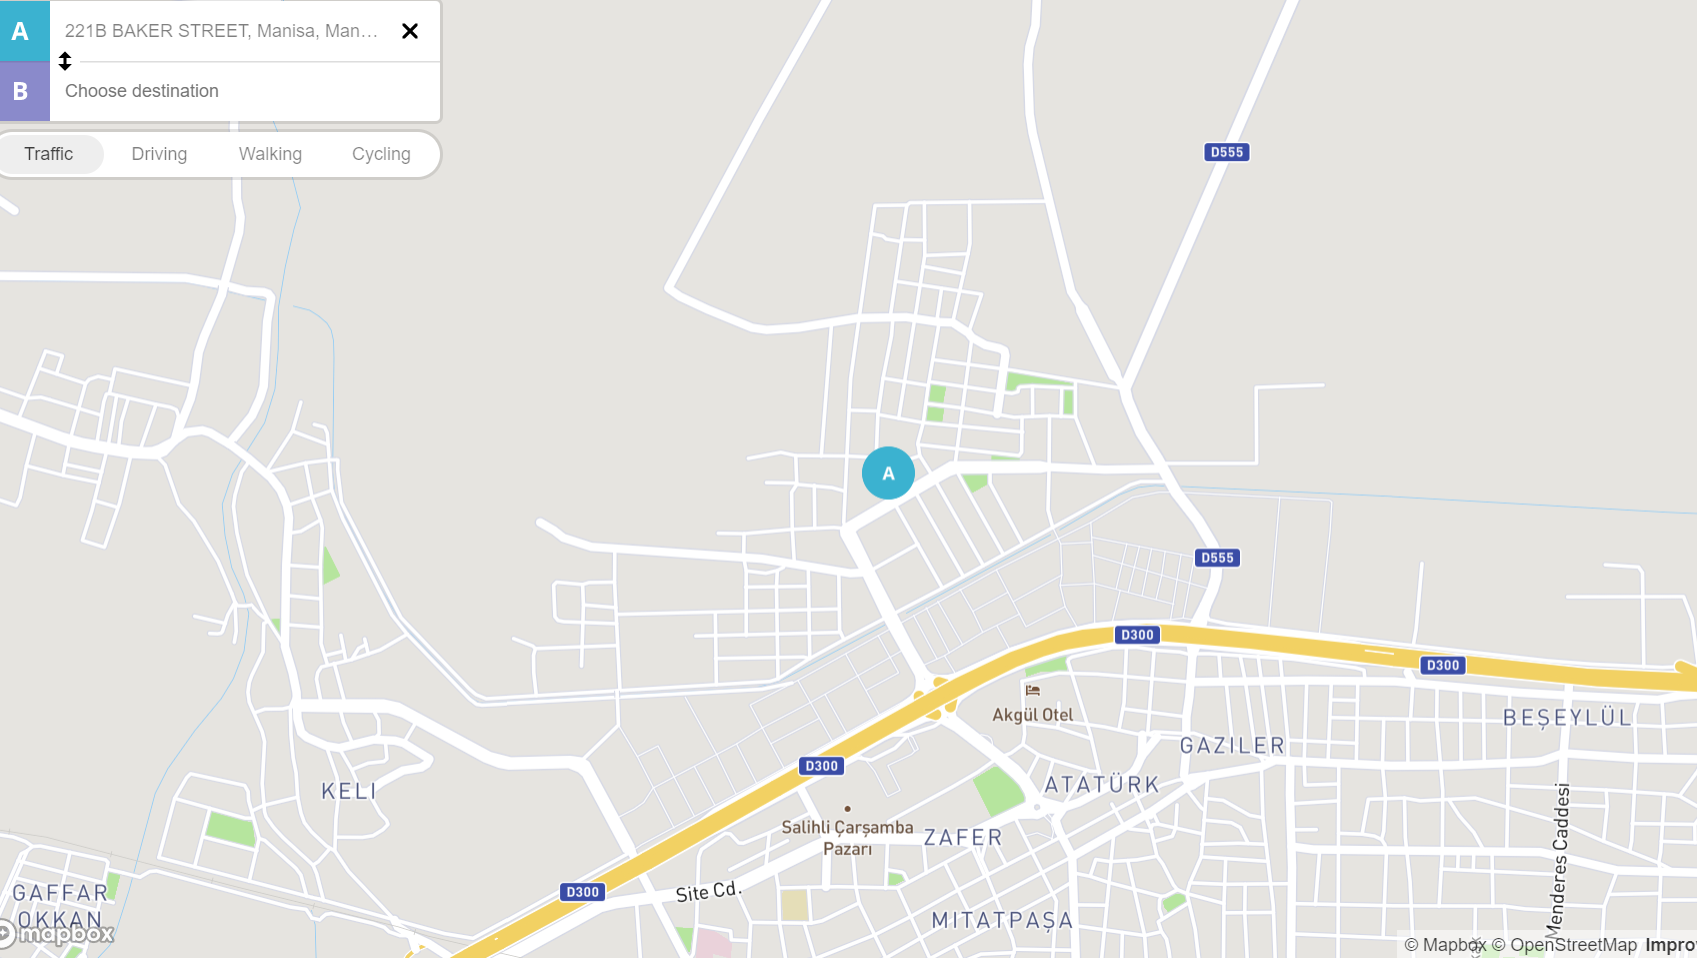 A
221B BAKER STREET, Manisa, Man...
B
Choose destination
Traffic
Driving
Walking
Cycling
D555
A
D555
D300
D300
Akgül Otel
BEŞEYLÜL
GAZILER
D300
ATATÜRK
KELI
Salihli Çarşamba
Pazarı
ZAFER
Menderes Caddesi
D300
Site Cd.
GAFFAR
OKKAN
MITATPAŞA
mapbox
© Mapbox © OpenStreetMap Impro